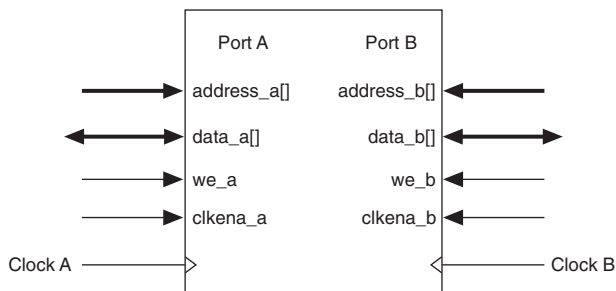 Port A Port B
address_a[] address_b[]
data_a[] data_b[]
we_a we_b
clkena_a clkena_b
Clock A Clock B